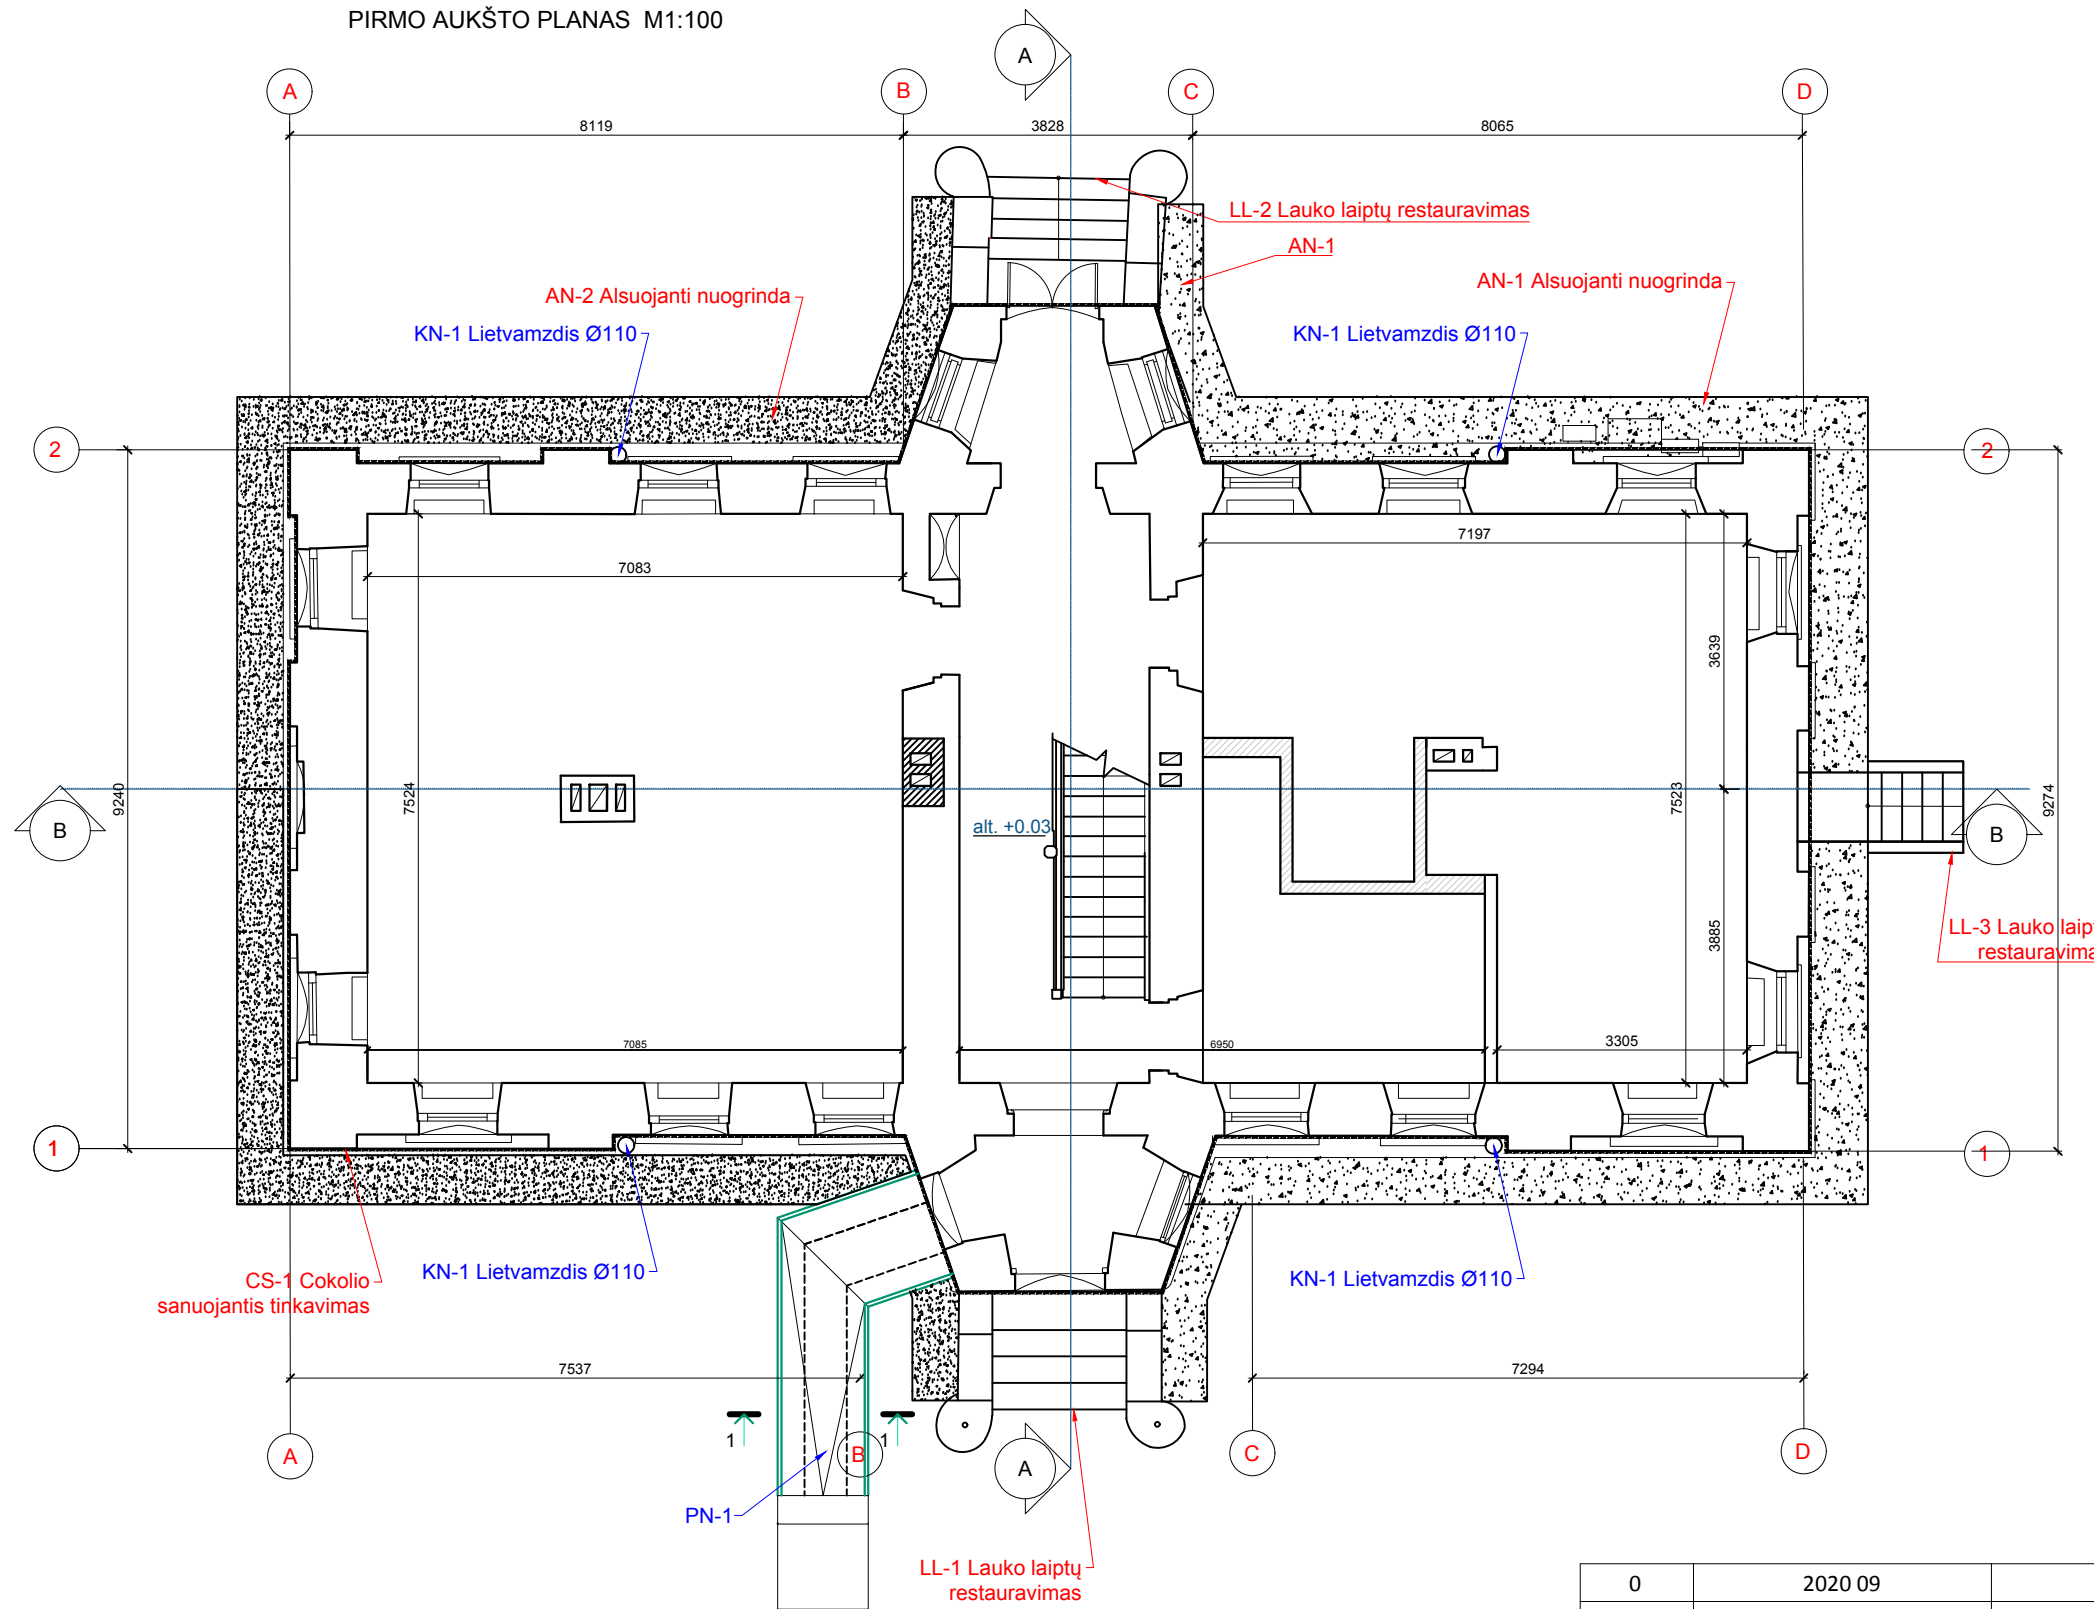 PIRMO AUKŠTO PLANAS M1:100
A
A
B
C
D
8119
3828
8065
LL-2 Lauko laiptų restauravimas
AN-1
AN-2 Alsuojanti nuogrinda
AN-1 Alsuojanti nuogrinda
KN-1 Lietvamzdis Ø110
KN-1 Lietvamzdis Ø110
2
2
7197
7083
3639
9240
7524
7523
9274
B
B
alt. +0.03
3885
LL-3 Lauko
restauravima
7085
6950
3305
1
1
CS-1 Cokolio
sanuojantis tinkavimas
KN-1 Lietvamzdis Ø110
KN-1 Lietvamzdis Ø110
7537
7294
1
1
A
B
A
C
D
PN-1
LL-1 Lauko laiptų
restauravimas
0
2020 09